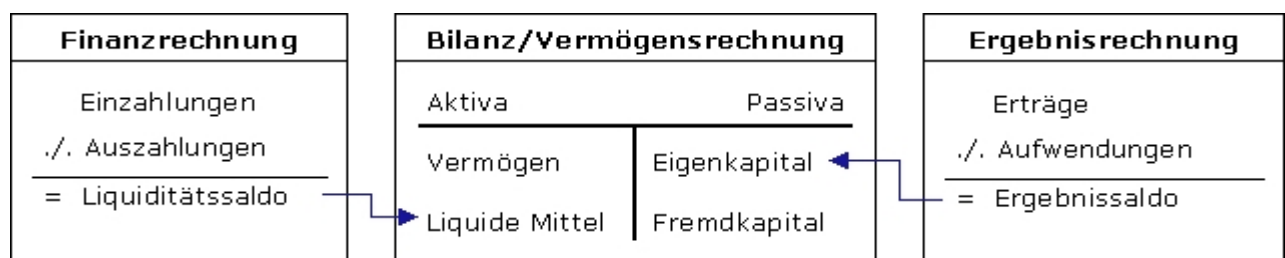 Finanzrechnung
Einzahlungen
./. Auszahlungen
= Liquiditätssaldo
Bilanz/Vermögensrechnung
Aktiva Passiva
Vermögen Eigenkapital
Liquide Mittel Fremdkapital
Ergebnisrechnung
Erträge
./. Aufwendungen
= Ergebnissaldo